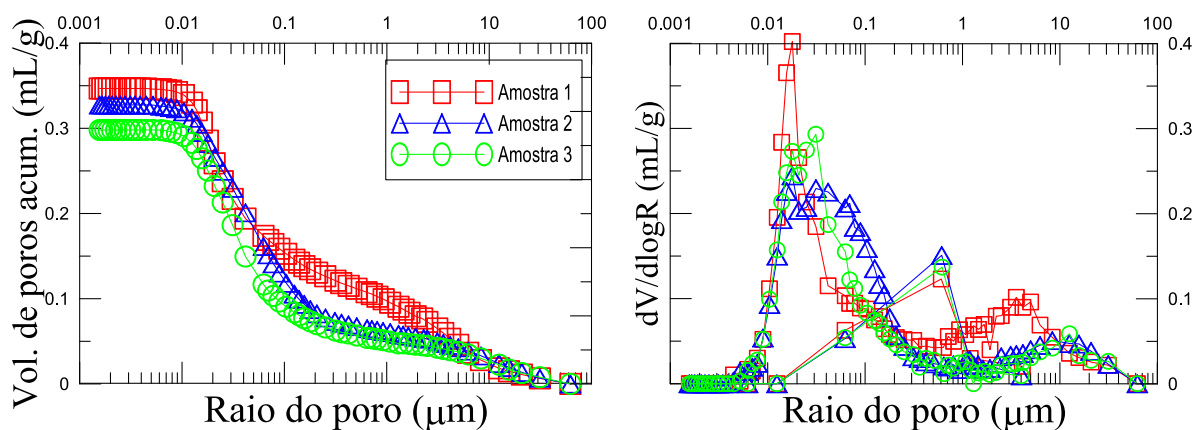 0.001 0.01 0.1 1 10 100
0.4
0.3
0.2
0.1
0
Vol. de poros acum. (mL/g)
Raio do poro (μm)
Amostra 1
Amostra 2
Amostra 3
0.001 0.01 0.1 1 10 100
0.4
0.3
0.2
0.1
0
dV/dlogR (mL/g)
Raio do poro (μm)